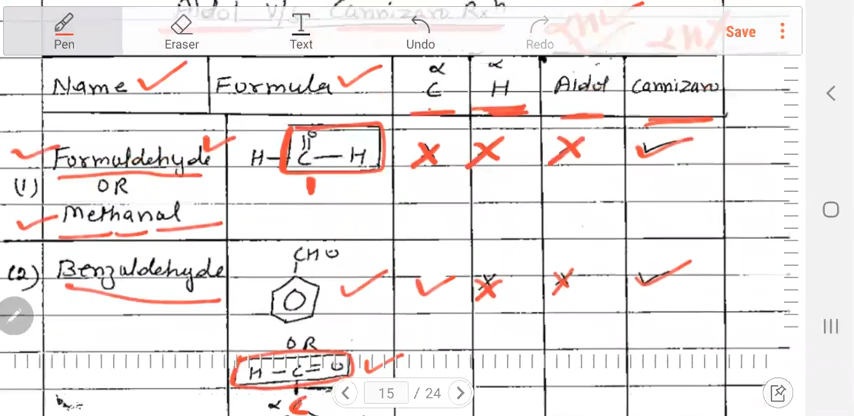 Aldol V/s Cannizaro Rxn
Pen
Eraser
Text
Undo
Redo
Save
Name
Formula
α C
α H
Aldol
Cannizaro
(1)
Formaldehyde
OR
Methanal
O
H-C-H
(2) Benzaldehyde
CHO
OR
H-C=O
α C
15 / 24